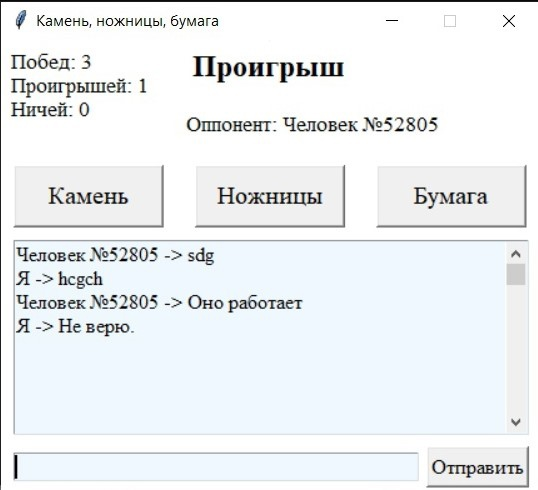 Камень, ножницы, бумага
Побед: 3
Проигрышей: 1
Ничей: 0
Проигрыш
Оппонент: Человек №52805
Камень
Ножницы
Бумага
Человек №52805 -> sdg
Я -> hcgch
Человек №52805 -> Оно работает
Я -> Не верю.
Отправить